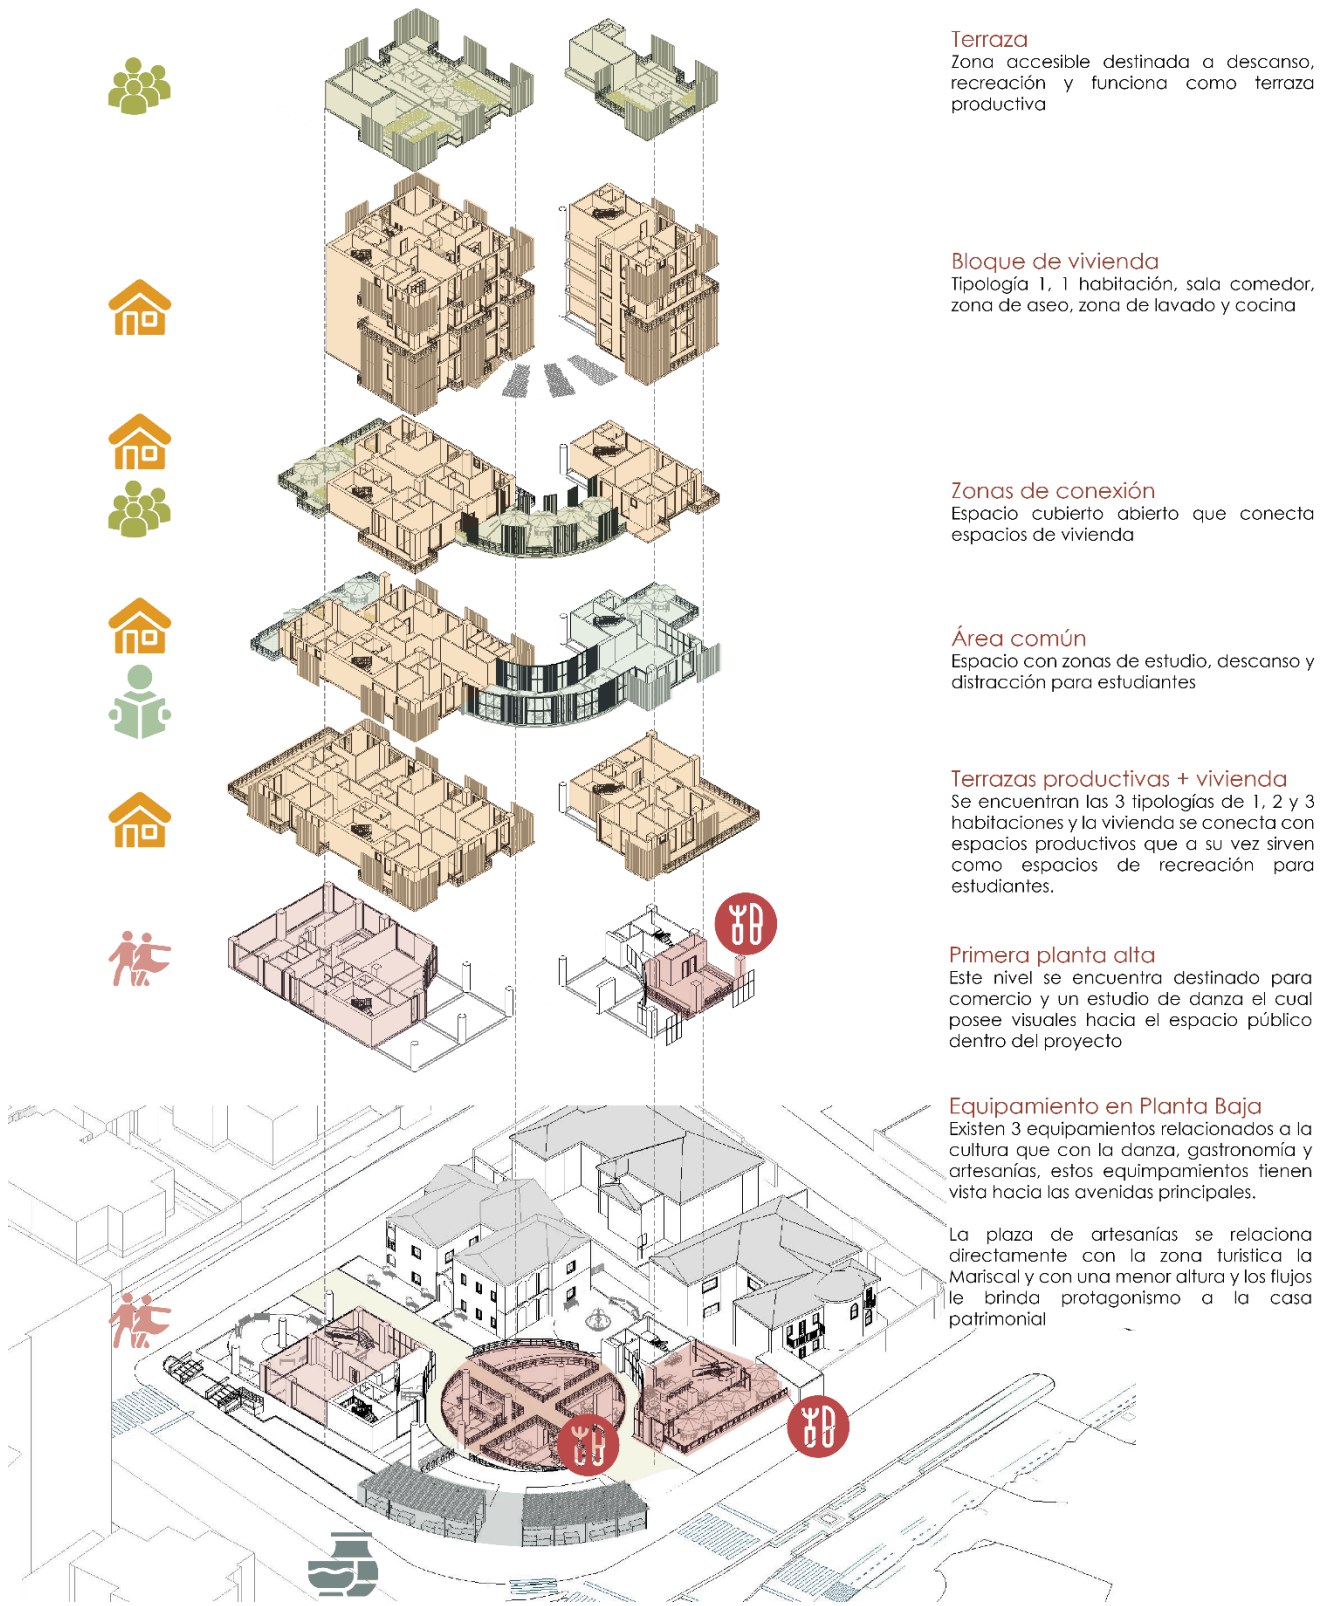 Terraza
Zona accesible destinada a descanso,
recreación y funciona como terraza
productiva
Bloque de vivienda
Tipología 1, 1 habitación, sala comedor,
zona de aseo, zona de lavado y cocina
Zonas de conexión
Espacio cubierto abierto que conecta
espacios de vivienda
Área común
Espacio con zonas de estudio, descanso y
distracción para estudiantes
Terrazas productivas + vivienda
Se encuentran las 3 tipologías de 1, 2 y 3
habitaciones y la vivienda se conecta con
espacios productivos que a su vez sirven
como espacios de recreación para
estudiantes.
Primera planta alta
Este nivel se encuentra destinado para
comercio y un estudio de danza el cual
posee visuales hacia el espacio público
dentro del proyecto
Equipamiento en Planta Baja
Existen 3 equipamientos relacionados a la
cultura que con la danza, gastronomía y
artesanías, estos equimpamientos tienen
vista hacia las avenidas principales.
La plaza de artesanías se relaciona
directamente con la zona turistica la
Mariscal y con una menor altura y los flujos
le brinda protagonismo a la casa
patrimonial